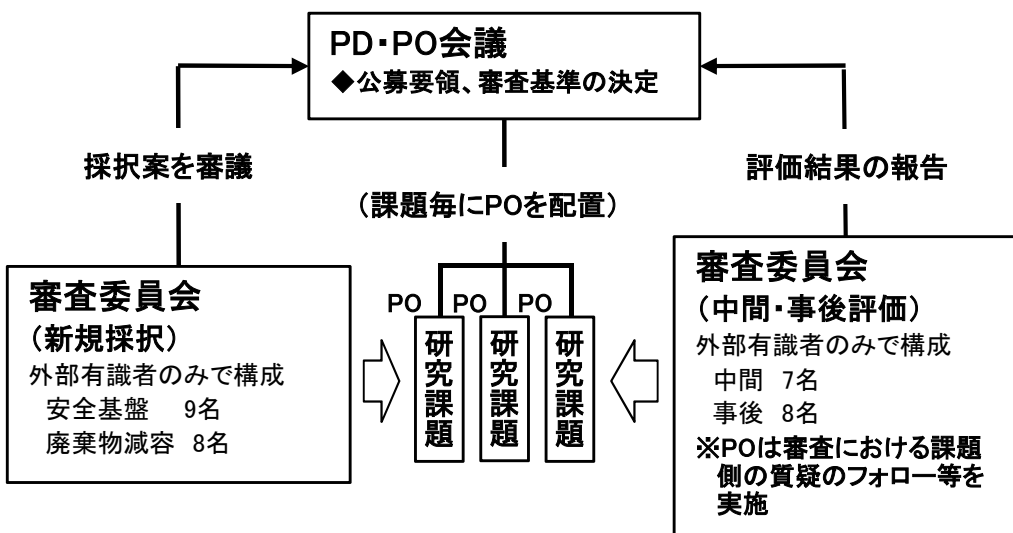 PD・PO会議
◆公募要領、審査基準の決定
採択案を審議
評価結果の報告
(課題毎にPOを配置)
審査委員会
(新規採択)
外部有識者のみで構成
安全基盤 9名
廃棄物減容 8名
PO PO PO
研究課題
研究課題
研究課題
審査委員会
(中間・事後評価)
外部有識者のみで構成
中間 7名
事後 8名
※POは審査における課題
側の質疑のフォロー等を
実施